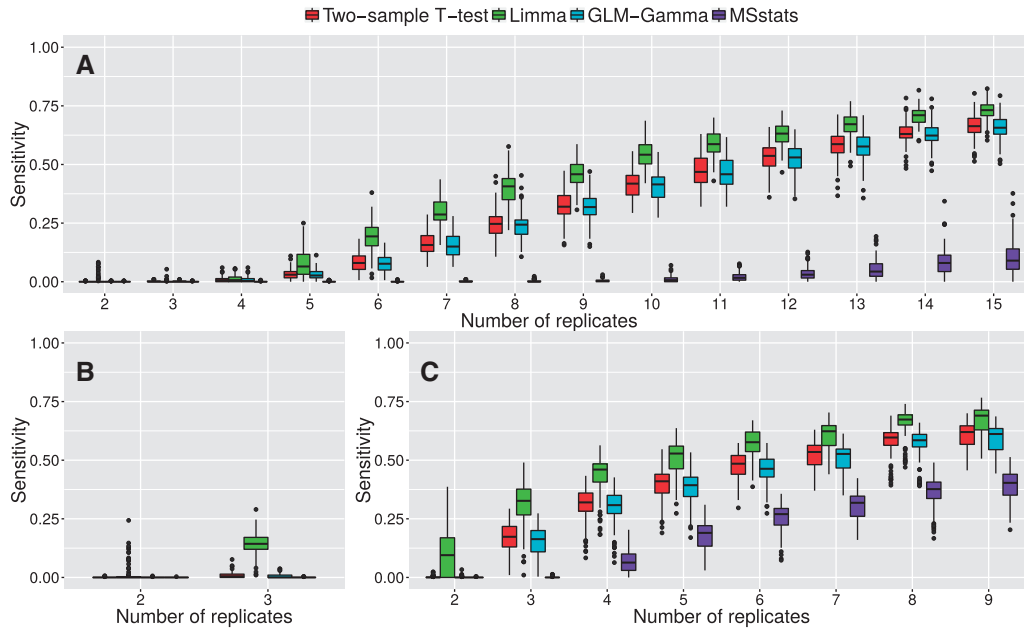 Two-sample T-test Limma GLM-Gamma MSstats
A
Sensitivity
1.00
0.75
0.50
0.25
0.00
2 3 4 5 6 7 8 9 10 11 12 13 14 15
Number of replicates
B
Sensitivity
1.00
0.75
0.50
0.25
0.00
2 3
Number of replicates
C
Sensitivity
1.00
0.75
0.50
0.25
0.00
2 3 4 5 6 7 8 9
Number of replicates